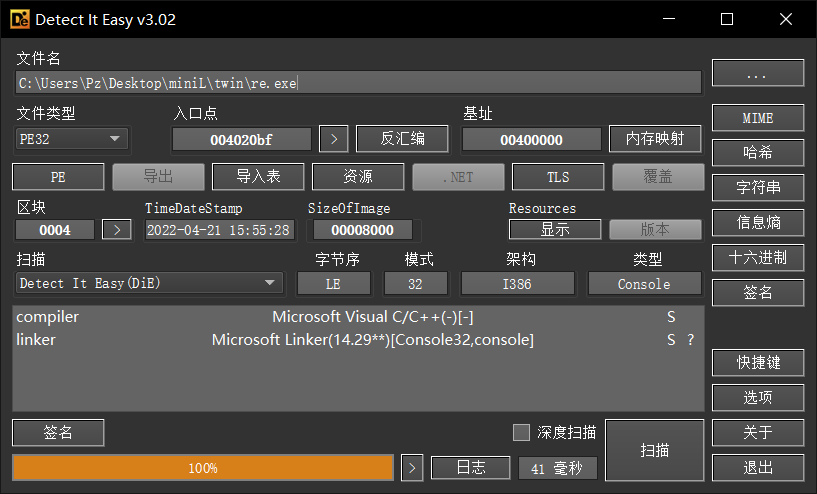 Detect It Easy v3.02
文件名
C:\Users\Pz\Desktop\miniL\twin\re.exe
...
文件类型 入口点 基址
PE32 004020bf > 反汇编 00400000 内存映射 MIME
哈希
PE 导出 导入表 资源 .NET TLS 覆盖 字符串
区块 TimeDateStamp SizeOfImage Resources
0004 > 2022-04-21 15:55:28 00008000 显示 版本 信息熵
扫描 字节序 模式 架构 类型 十六进制
Detect It Easy(DiE) LE 32 I386 Console 签名
compiler Microsoft Visual C/C++(-)[-] S
linker Microsoft Linker(14.29**)[Console32,console] S ?
快捷键
选项
签名 深度扫描 扫描 关于
100% > 日志 41 毫秒 退出